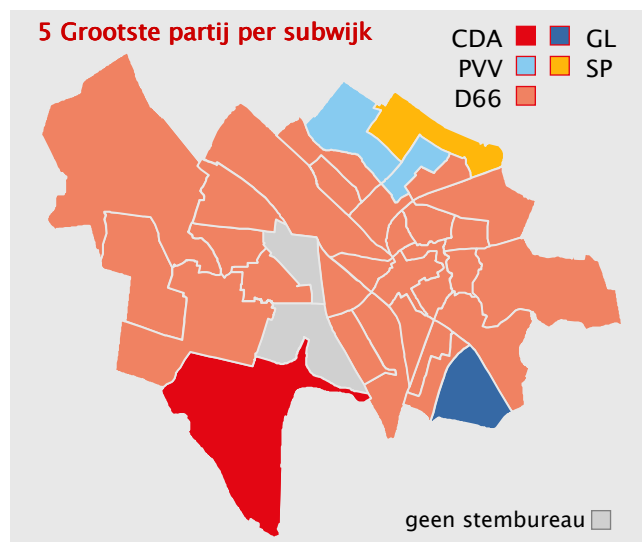 5 Grootste partij per subwijk
CDA GL
PVV SP
D66
geen stembureau